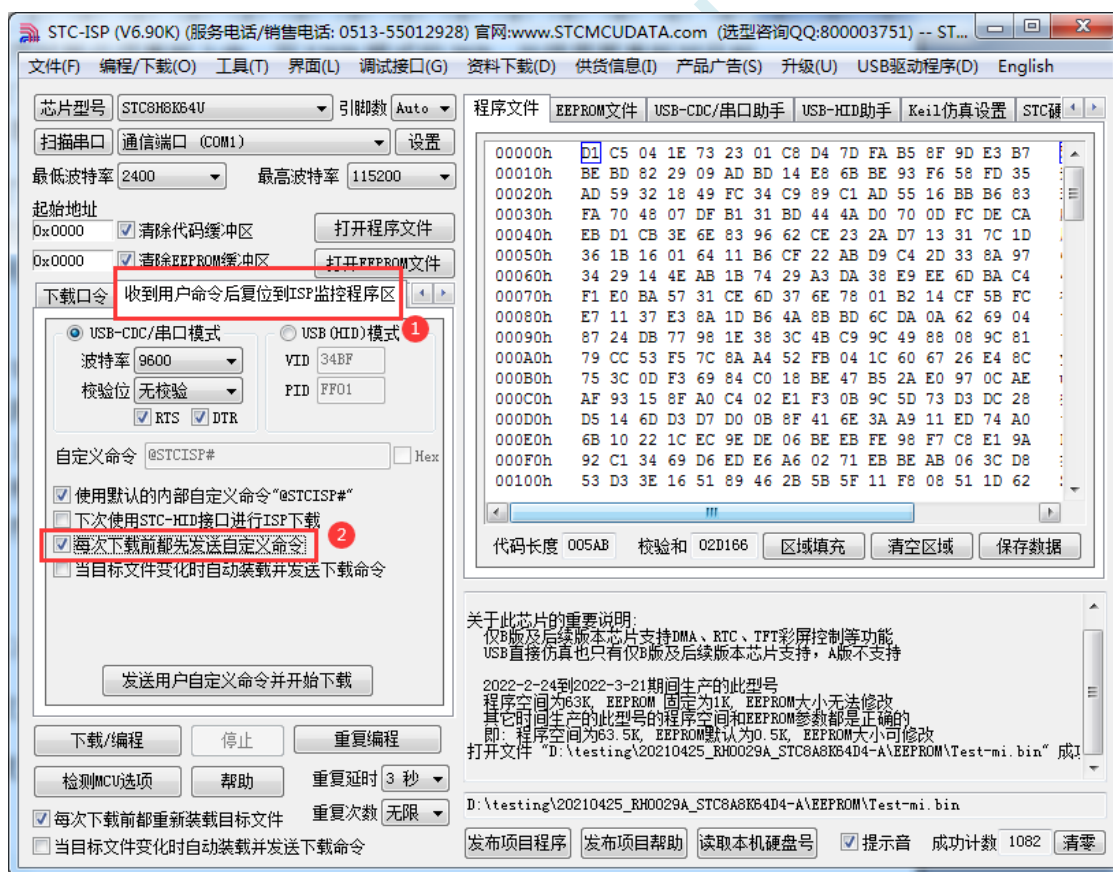 STC-ISP (V6.90K) (服务电话/销售电话: 0513-55012928) 官网:www.STCMCUDATA.com (选型咨询QQ:800003751) -- ST...
文件(F) 编程/下载(O) 工具(T) 界面(L) 调试接口(G) 资料下载(D) 供货信息(I) 产品广告(S) 升级(U) USB驱动程序(D) English
芯片型号 STC8H8K64U 引脚数 Auto
扫描串口 通信端口 (COM1) 设置
最低波特率 2400 最高波特率 115200
起始地址
0x0000 清除代码缓冲区 打开程序文件
0x0000 清除EEPROM缓冲区 打开EEPROM文件
下载口令 收到用户命令后复位到ISP监控程序区
1
USB-CDC/串口模式 USB(HID)模式
波特率 9600 VID 34BF
校验位 无校验 PID FF01
RTS DTR
自定义命令 @STCISP# Hex
使用默认的内部自定义命令"@STCISP#"
下次使用STC-HID接口进行ISP下载
每次下载前都先发送自定义命令
2
当目标文件变化时自动装载并发送下载命令
发送用户自定义命令并开始下载
下载/编程 停止 重复编程
检测MCU选项 帮助 重复延时 3 秒
每次下载前都重新装载目标文件 重复次数 无限
当目标文件变化时自动装载并发送下载命令
程序文件 EEPROM文件 USB-CDC/串口助手 USB-HID助手 Keil仿真设置 STC硬
00000h D1 C5 04 1E 73 23 01 C8 D4 7D FA B5 8F 9D E3 B7
00010h BE BD 82 29 09 AD BD 14 E8 6B BE 93 F6 58 FD 35
00020h AD 59 32 18 49 FC 34 C9 89 C1 AD 55 16 BB B6 83
00030h FA 70 48 07 DF B1 31 BD 44 4A D0 70 0D FC DE CA
00040h EB D1 CB 3E 6E 83 96 62 CE 23 2A D7 13 31 7C 1D
00050h 36 1B 16 01 64 11 B6 CF 22 AB D9 C4 2D 33 8A 97
00060h 34 29 14 4E AB 1B 74 29 A3 DA 38 E9 EE 6D BA C4
00070h F1 E0 BA 57 31 CE 6D 37 6E 78 01 B2 14 CF 5B FC
00080h E7 11 37 E3 8A 1D B6 4A 8B BD 6C DA 0A 62 69 04
00090h 87 24 DB 77 98 1E 38 3C 4B C9 9C 49 88 08 9C 81
000A0h 79 CC 53 F5 7C 8A A4 52 FB 04 1C 60 67 26 E4 8C
000B0h 75 3C 0D F3 69 84 C0 18 BE 47 B5 2A E0 97 0C AE
000C0h AF 93 15 8F A0 C4 02 E1 F3 0B 9C 5D 73 D3 DC 28
000D0h D5 14 6D D3 D7 D0 0B 8F 41 6E 3A A9 11 ED 74 A0
000E0h 6B 10 22 1C EC 9E DE 06 BE EB FE 98 F7 C8 E1 9A
000F0h 92 C1 34 69 D6 ED E6 A6 02 71 EB BE AB 06 3C D8
00100h 53 D3 3E 16 51 89 46 2B 5B 5F 11 F8 08 51 1D 62
代码长度 005AB 校验和 02D166 区域填充 清空区域 保存数据
关于此芯片的重要说明:
仅B版及后续版本芯片支持DMA、RTC、TFT彩屏控制等功能
USB直接仿真也只有仅B版及后续版本芯片支持,A版不支持
2022-2-24到2022-3-21期间生产的此型号
程序空间为63K, EEPROM 固定为1K, EEPROM大小无法修改
其它时间生产的此型号的程序空间和EEPROM参数都是正确的
即: 程序空间为63.5K, EEPROM默认为0.5K, EEPROM大小可修改
打开文件 "D:\testing\20210425_RH0029A_STC8A8K64D4-A\EEPROM\Test-mi.bin" 成功
D:\testing\20210425_RH0029A_STC8A8K64D4-A\EEPROM\Test-mi.bin
发布项目程序 发布项目帮助 读取本机硬盘号 提示音 成功计数 1082 清零